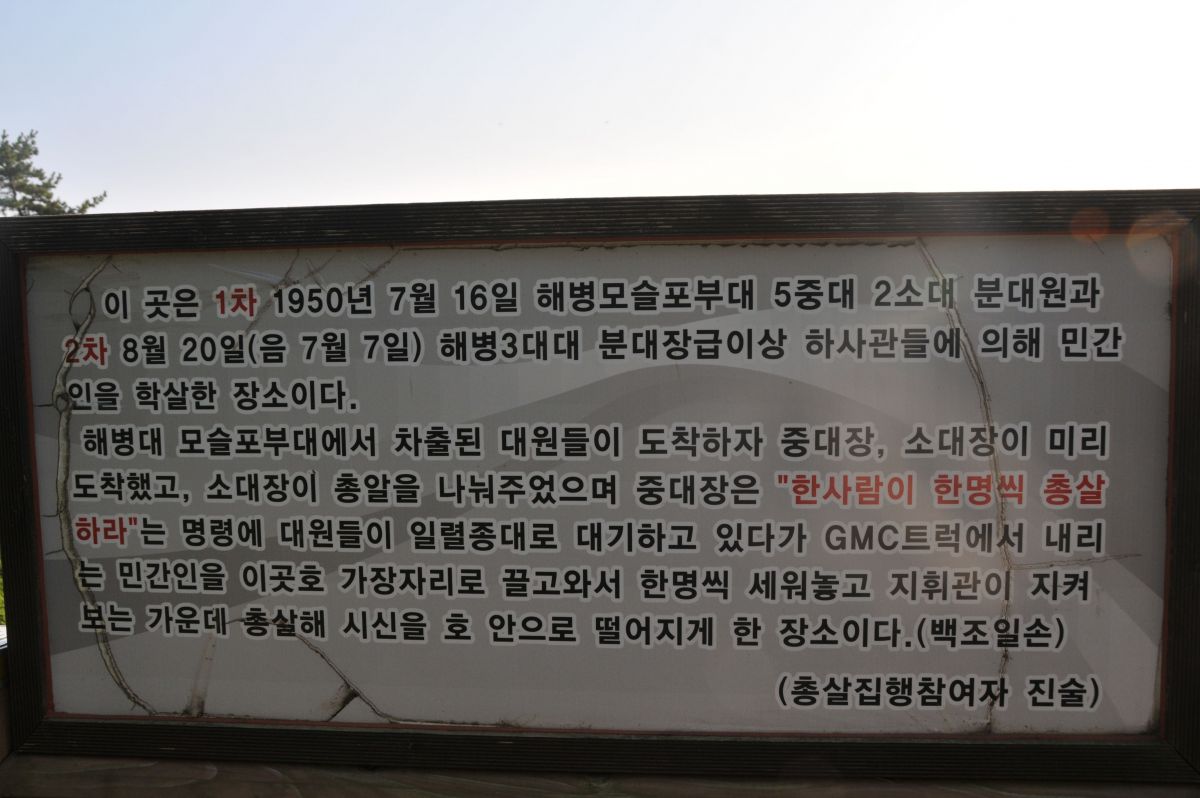 이 곳은 1차 1950년 7월 16일 해병모슬포부대 5중대 2소대 분대원과
2차 8월 20일(음 7월 7일) 해병3대대 분대장급이상 하사관들에 의해 민간
인을 학살한 장소이다.
해병대 모슬포부대에서 차출된 대원들이 도착하자 중대장, 소대장이 미리
도착했고, 소대장이 총알을 나눠주었으며 중대장은 "한사람이 한명씩 총살
하라"는 명령에 대원들이 일렬종대로 대기하고 있다가 GMC트럭에서 내리
는 민간인을 이곳호 가장자리로 끌고와서 한명씩 세워놓고 지휘관이 지켜
보는 가운데 총살해 시신을 호 안으로 떨어지게 한 장소이다.(백조일손)
(총살집행참여자 진술)